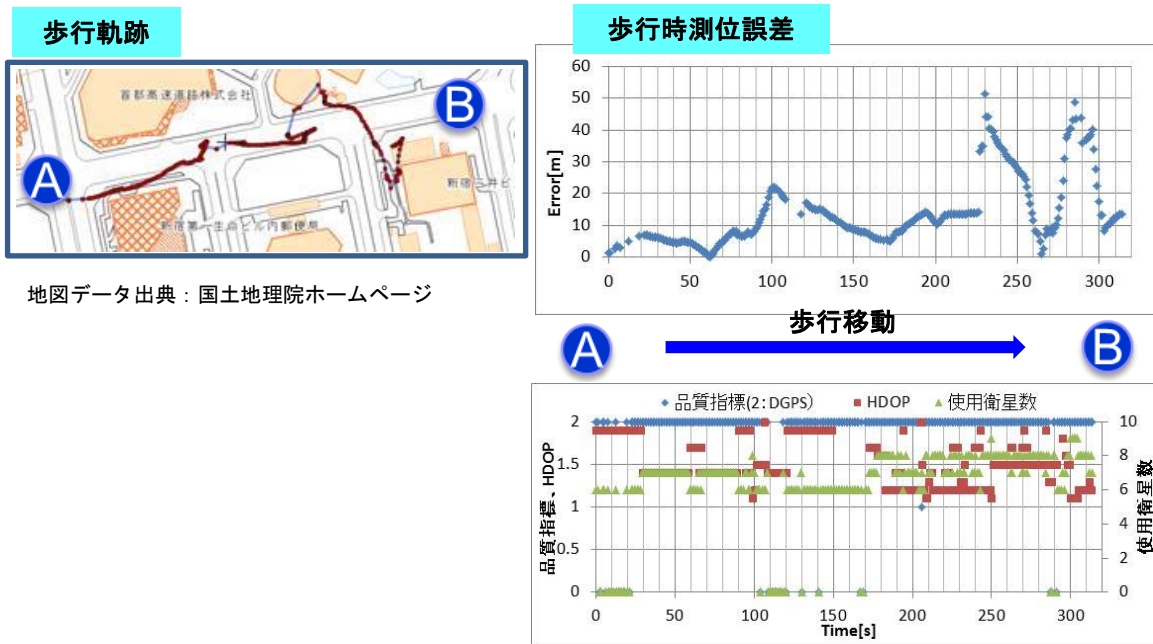 歩行軌跡
首都高速道路株式会社
A
B
新宿三井ビ
新宿第一生命ビル内郵便局
地図データ出典：国土地理院ホームページ
歩行時測位誤差
Error[m]
60
50
40
30
20
10
0
0 50 100 150 200 250 300
歩行移動
A
B
品質指標(2:DGPS) HDOP 使用衛星数
品質指標、HDOP
2
1.5
1
0.5
0
10
8
6
4
2
0
使用衛星数
0 50 100 150 200 250 300
Time[s]